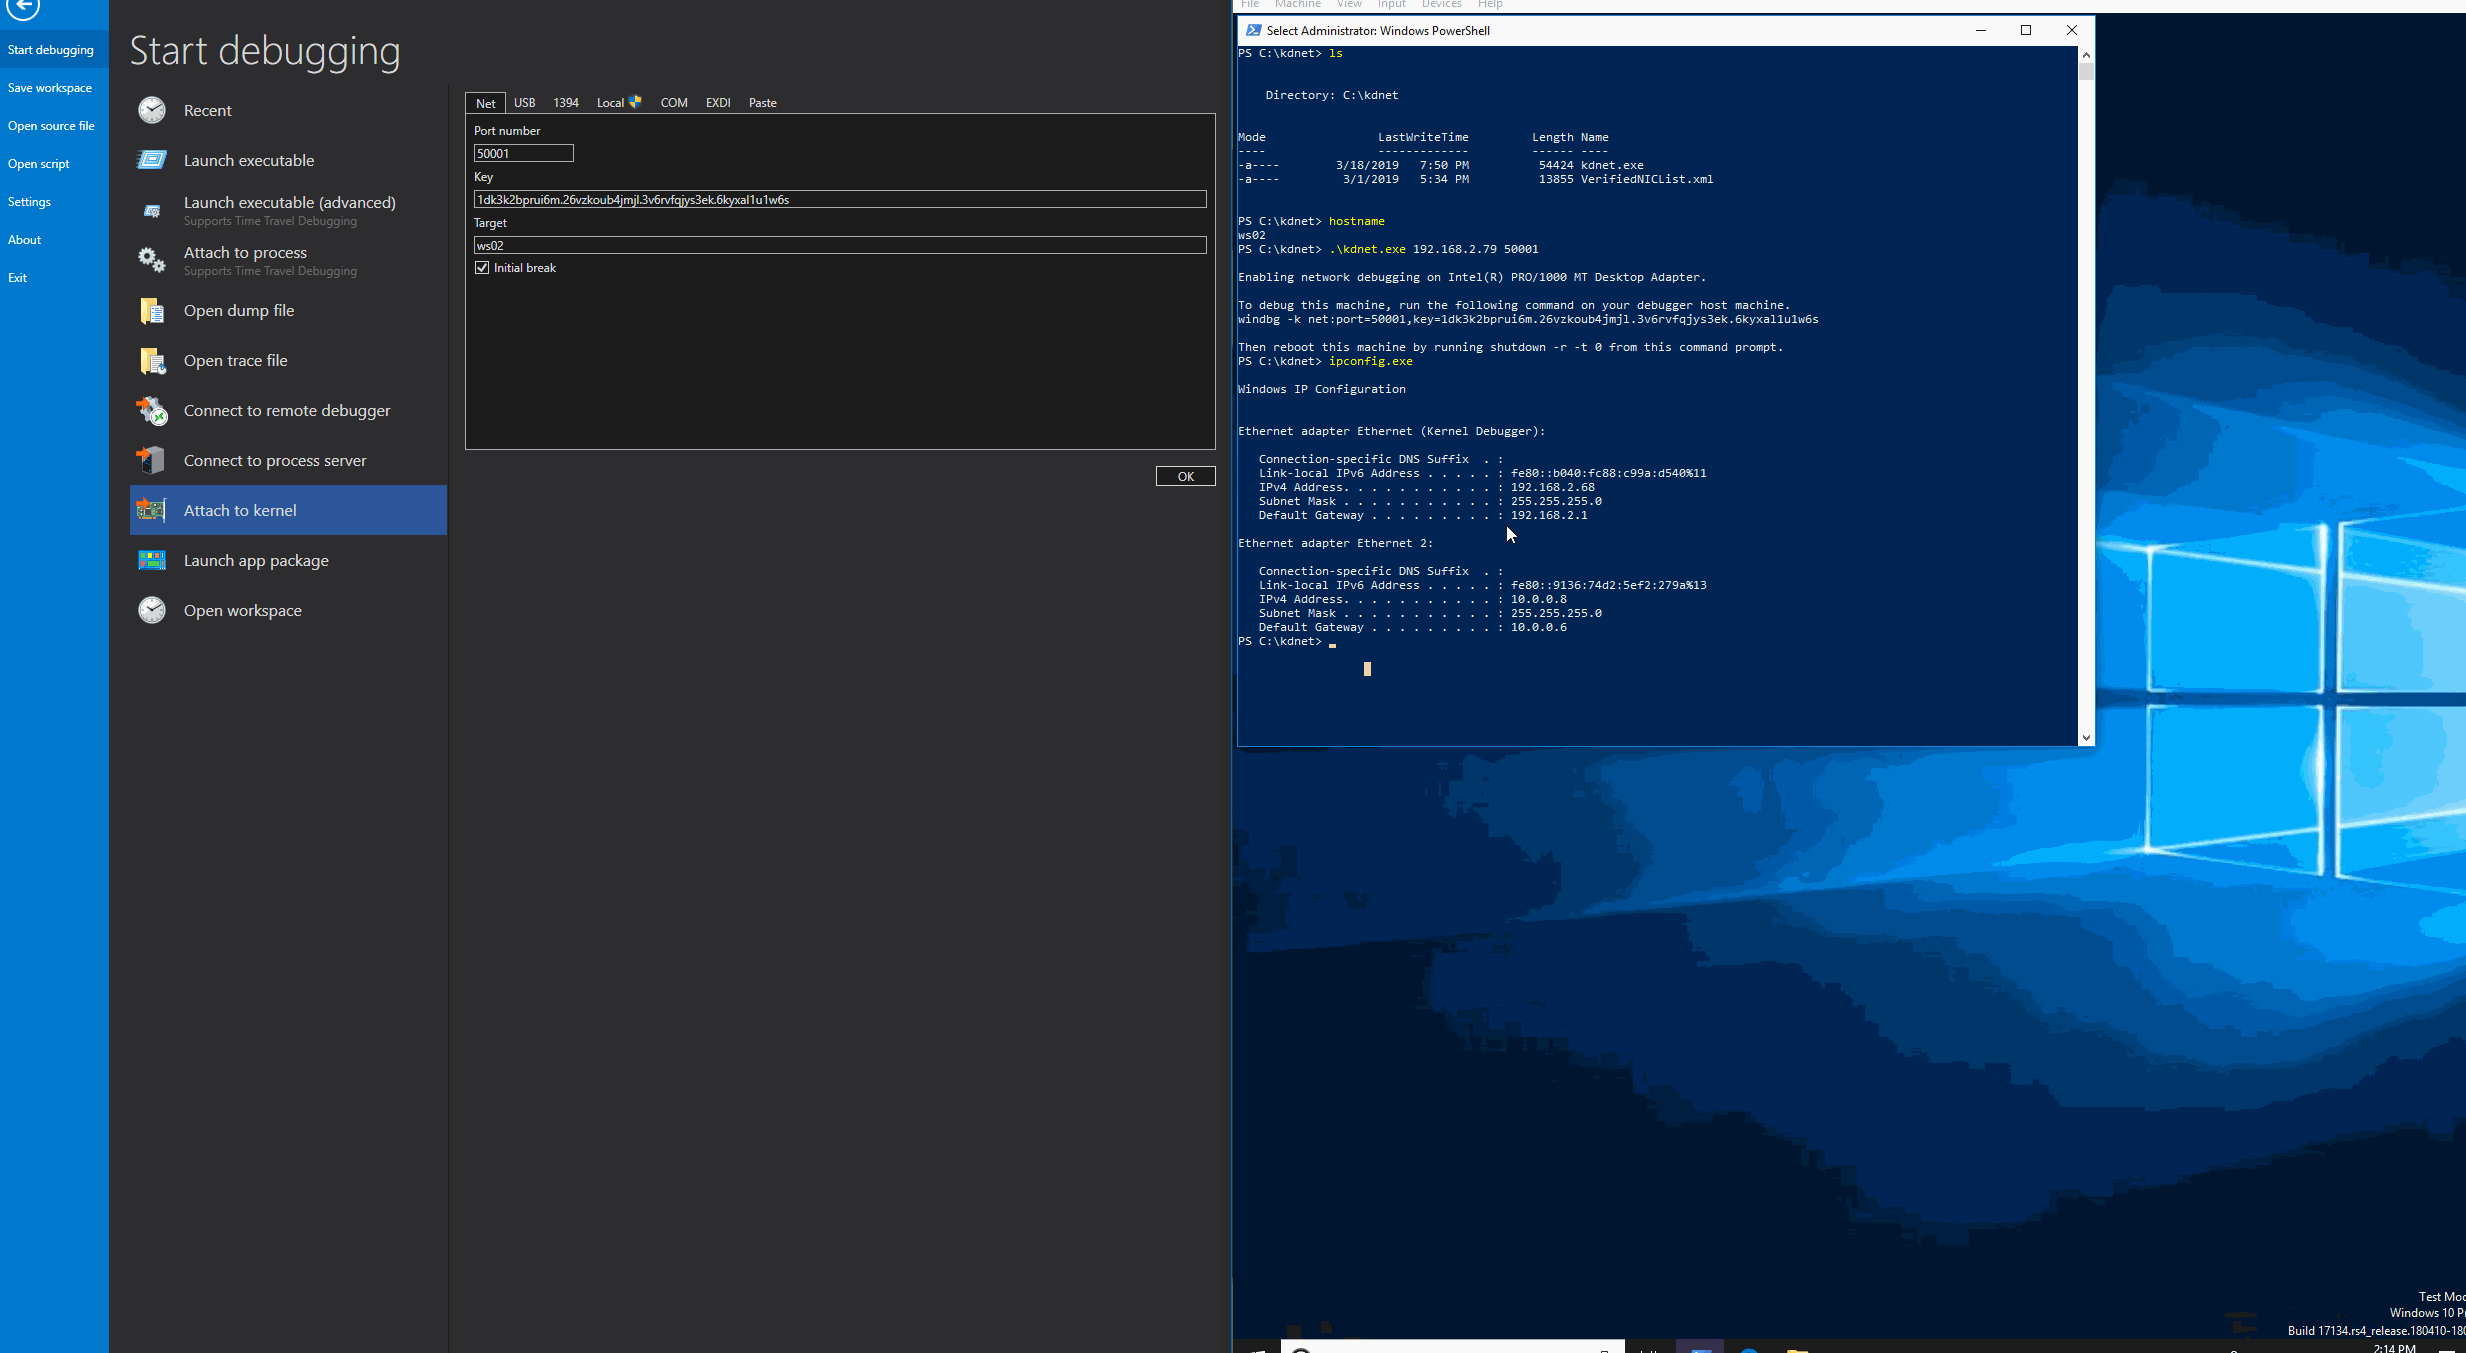 Start debugging
Save workspace
Open source file
Open script
Settings
About
Exit
Start debugging
Recent
Launch executable
Launch executable (advanced)
Supports Time Travel Debugging
Attach to process
Supports Time Travel Debugging
Open dump file
Open trace file
Connect to remote debugger
Connect to process server
Attach to kernel
Launch app package
Open workspace
Net USB 1394 Local COM EXDI Paste
Port number
50001
Key
1dk3k2bprui6m.26vzkoub4jmjl.3v6rvfqjys3ek.6kyxal1u1w6s
Target
ws02
Initial break
OK
File Machine View Input Devices Help
Select Administrator: Windows PowerShell
PS C:\kdnet> ls
Directory: C:\kdnet
Mode LastWriteTime Length Name
---- ------------- ------ ----
-a---- 3/18/2019 7:50 PM 54424 kdnet.exe
-a---- 3/1/2019 5:34 PM 13855 VerifiedNICList.xml
PS C:\kdnet> hostname
ws02
PS C:\kdnet> .\kdnet.exe 192.168.2.79 50001
Enabling network debugging on Intel(R) PRO/1000 MT Desktop Adapter.
To debug this machine, run the following command on your debugger host machine.
windbg -k net:port=50001,key=1dk3k2bprui6m.26vzkoub4jmjl.3v6rvfqjys3ek.6kyxal1u1w6s
Then reboot this machine by running shutdown -r -t 0 from this command prompt.
PS C:\kdnet> ipconfig.exe
Windows IP Configuration
Ethernet adapter Ethernet (Kernel Debugger):
Connection-specific DNS Suffix . :
Link-local IPv6 Address . . . . . : fe80::b040:fc88:c99a:d540%11
IPv4 Address. . . . . . . . . . . : 192.168.2.68
Subnet Mask . . . . . . . . . . . : 255.255.255.0
Default Gateway . . . . . . . . . : 192.168.2.1
Ethernet adapter Ethernet 2:
Connection-specific DNS Suffix . :
Link-local IPv6 Address . . . . . : fe80::9136:74d2:5ef2:279a%13
IPv4 Address. . . . . . . . . . . : 10.0.0.8
Subnet Mask . . . . . . . . . . . : 255.255.255.0
Default Gateway . . . . . . . . . : 10.0.0.6
PS C:\kdnet>
Test Mo
Windows 10 P
Build 17134.rs4_release.180410-18
2:14 PM